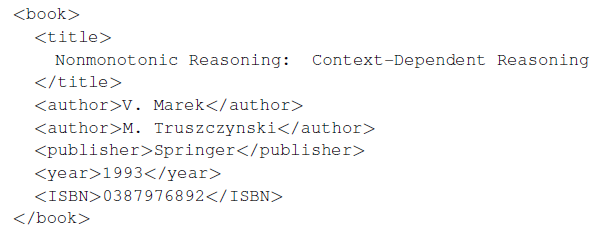 <book>
  <title>
    Nonmonotonic Reasoning:  Context-Dependent Reasoning
  </title>
  <author>V. Marek</author>
  <author>M. Truszczynski</author>
  <publisher>Springer</publisher>
  <year>1993</year>
  <ISBN>0387976892</ISBN>
</book>